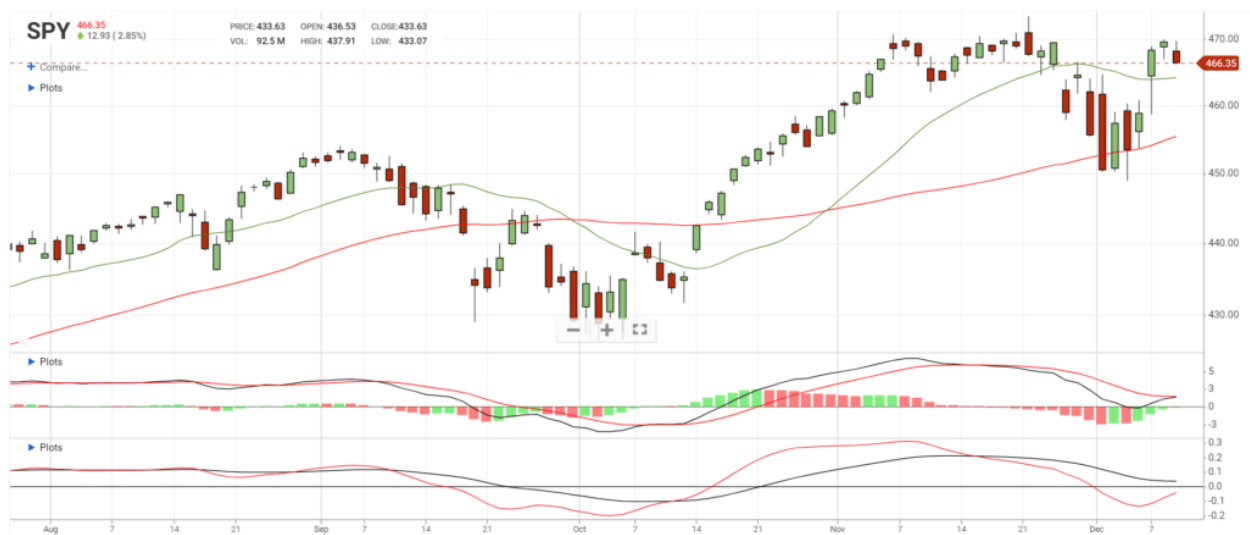 SPY 466.35
12.93 ( 2.85%)
PRICE: 433.63 OPEN: 436.53 CLOSE: 433.63
VOL: 92.5 M HIGH: 437.91 LOW: 433.07
+ Compare...
Plots
470.00
466.35
460.00
450.00
440.00
430.00
Plots
5
3
0
-3
Plots
0.3
0.2
0.1
0.0
-0.1
-0.2
Aug 7 14 21 Sep 7 14 21 Oct 7 14 21 Nov 7 14 21 Dec 7